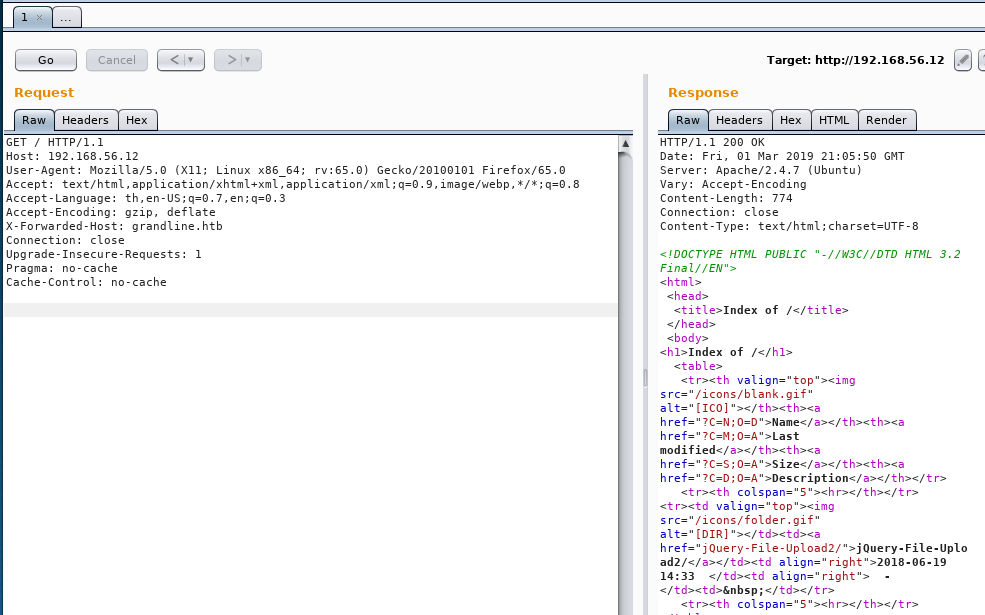 1 × ...
Go Cancel < > Target: http://192.168.56.12
Request
Raw Headers Hex
GET / HTTP/1.1
Host: 192.168.56.12
User-Agent: Mozilla/5.0 (X11; Linux x86_64; rv:65.0) Gecko/20100101 Firefox/65.0
Accept: text/html,application/xhtml+xml,application/xml;q=0.9,image/webp,*/*;q=0.8
Accept-Language: th,en-US;q=0.7,en;q=0.3
Accept-Encoding: gzip, deflate
X-Forwarded-Host: grandline.htb
Connection: close
Upgrade-Insecure-Requests: 1
Pragma: no-cache
Cache-Control: no-cache
Response
Raw Headers Hex HTML Render
HTTP/1.1 200 OK
Date: Fri, 01 Mar 2019 21:05:50 GMT
Server: Apache/2.4.7 (Ubuntu)
Vary: Accept-Encoding
Content-Length: 774
Connection: close
Content-Type: text/html;charset=UTF-8
<!DOCTYPE HTML PUBLIC "-//W3C//DTD HTML 3.2
Final//EN">
<html>
<head>
<title>Index of /</title>
</head>
<body>
<h1>Index of /</h1>
<table>
<tr><th valign="top"><img
src="/icons/blank.gif"
alt="[ICO]"></th><th><a
href="?C=N;O=D">Name</a></th><th><a
href="?C=M;O=A">Last
modified</a></th><th><a
href="?C=S;O=A">Size</a></th><th><a
href="?C=D;O=A">Description</a></th></tr>
<tr><th colspan="5"><hr></th></tr>
<tr><td valign="top"><img
src="/icons/folder.gif"
alt="[DIR]"></td><td><a
href="jQuery-File-Upload2/">jQuery-File-Uplo
ad2/</a></td><td align="right">2018-06-19
14:33  </td><td align="right">  -
</td><td>&nbsp;</td></tr>
<tr><th colspan="5"><hr></th></tr>